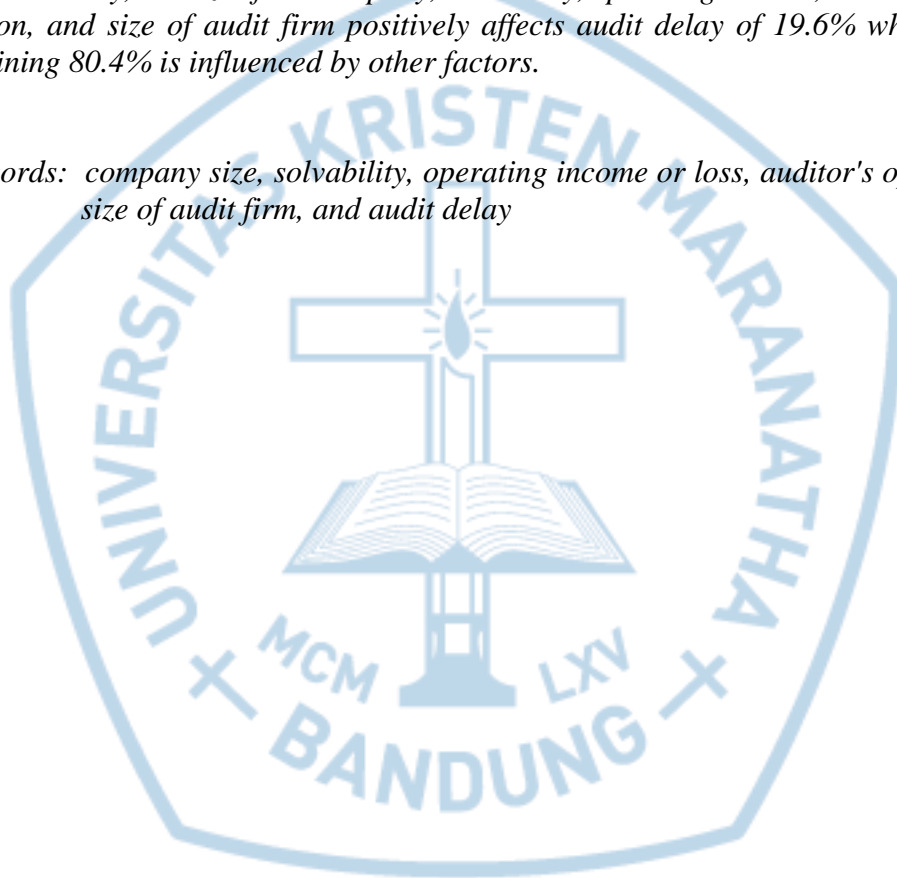 on, and size of audit firm positively affects audit delay of 19.6% wh
ining 80.4% is influenced by other factors.
ords: company size, solvability, operating income or loss, auditor's o
size of audit firm, and audit delay
UNIVERSITAS KRISTEN MARANATHA
MCM LXV
BANDUNG